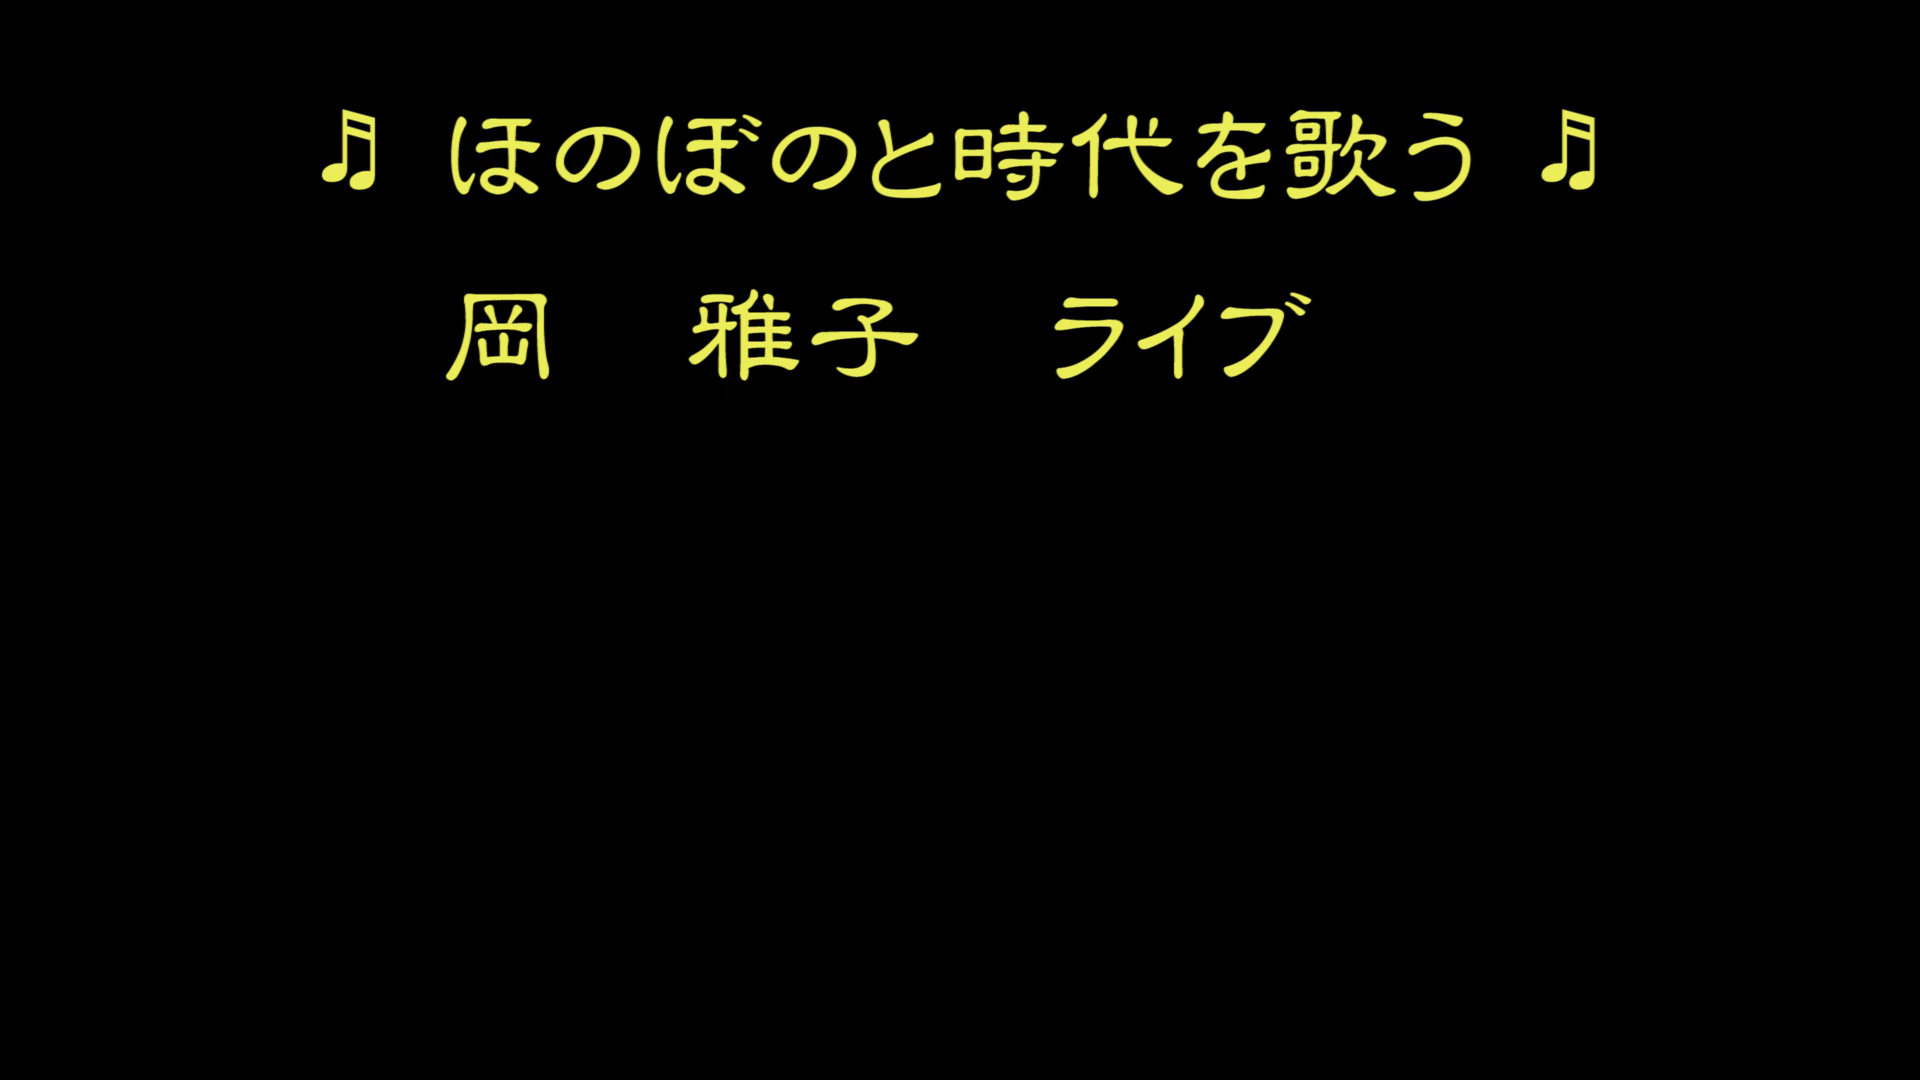 ♬ ほのぼのと時代を歌う ♬
岡　雅子　ライブ